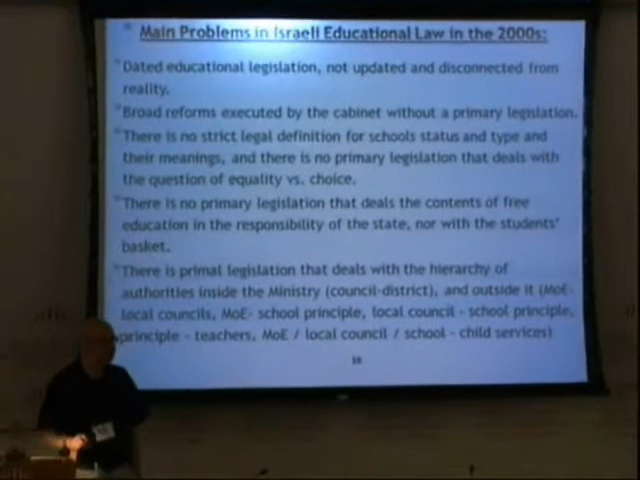 * Main Problems in Israeli Educational Law in the 2000s:
*Dated educational legislation, not updated and disconnected from
reality.
*Broad reforms executed by the cabinet without a primary legislation.
*There is no strict legal definition for schools status and type and
their meanings, and there is no primary legislation that deals with
the question of equality vs. choice.
*There is no primary legislation that deals the contents of free
education in the responsibility of the state, nor with the students'
basket.
*There is primal legislation that deals with the hierarchy of
authorities inside the Ministry (council-district), and outside it (MoE-
local councils, MoE- school principle, local council - school principle,
principle - teachers, MoE / local council / school - child services)